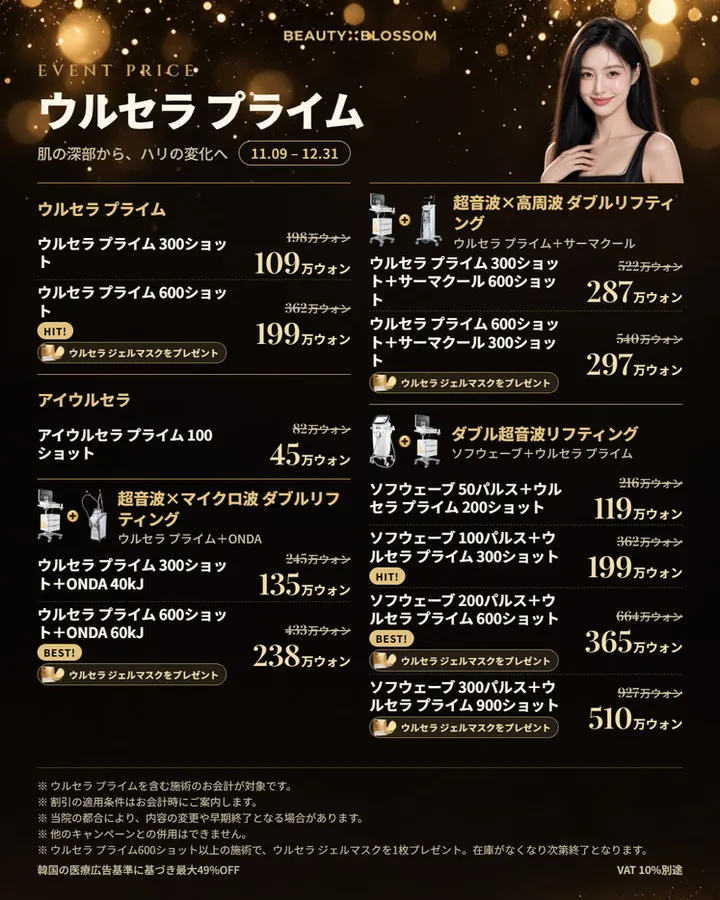 BEAUTY::BLOSSOM
EVENT PRICE
ウルセラ プライム
肌の深部から、ハリの変化へ
11.09 – 12.31
ウルセラ プライム
ウルセラ プライム 300ショッ
ト
198万ウォン
109万ウォン
ウルセラ プライム 600ショッ
ト
HIT!
ウルセラ ジェルマスクをプレゼント
362万ウォン
199万ウォン
アイウルセラ
アイウルセラ プライム 100
ショット
82万ウォン
45万ウォン
超音波×マイクロ波 ダブルリフ
ティング
ウルセラ プライム＋ONDA
ウルセラ プライム 300ショッ
ト＋ONDA 40kJ
245万ウォン
135万ウォン
ウルセラ プライム 600ショッ
ト＋ONDA 60kJ
BEST!
ウルセラ ジェルマスクをプレゼント
433万ウォン
238万ウォン
超音波×高周波 ダブルリフティ
ング
ウルセラ プライム＋サーマクール
ウルセラ プライム 300ショッ
ト＋サーマクール 600ショッ
ト
522万ウォン
287万ウォン
ウルセラ プライム 600ショッ
ト＋サーマクール 300ショッ
ト
ウルセラ ジェルマスクをプレゼント
540万ウォン
297万ウォン
ダブル超音波リフティング
ソフウェーブ＋ウルセラ プライム
ソフウェーブ 50パルス＋ウル
セラ プライム 200ショット
216万ウォン
119万ウォン
ソフウェーブ 100パルス＋ウ
ルセラ プライム 300ショット
HIT!
362万ウォン
199万ウォン
ソフウェーブ 200パルス＋ウ
ルセラ プライム 600ショット
BEST!
ウルセラ ジェルマスクをプレゼント
664万ウォン
365万ウォン
ソフウェーブ 300パルス＋ウ
ルセラ プライム 900ショット
ウルセラ ジェルマスクをプレゼント
927万ウォン
510万ウォン
※ ウルセラ プライムを含む施術のお会計が対象です。
※ 割引の適用条件はお会計時にご案内します。
※ 当院の都合により、内容の変更や早期終了となる場合があります。
※ 他のキャンペーンとの併用はできません。
※ ウルセラ プライム600ショット以上の施術で、ウルセラ ジェルマスクを1枚プレゼント。在庫がなくなり次第終了となります。
韓国の医療広告基準に基づき最大49%OFF
VAT 10%別途